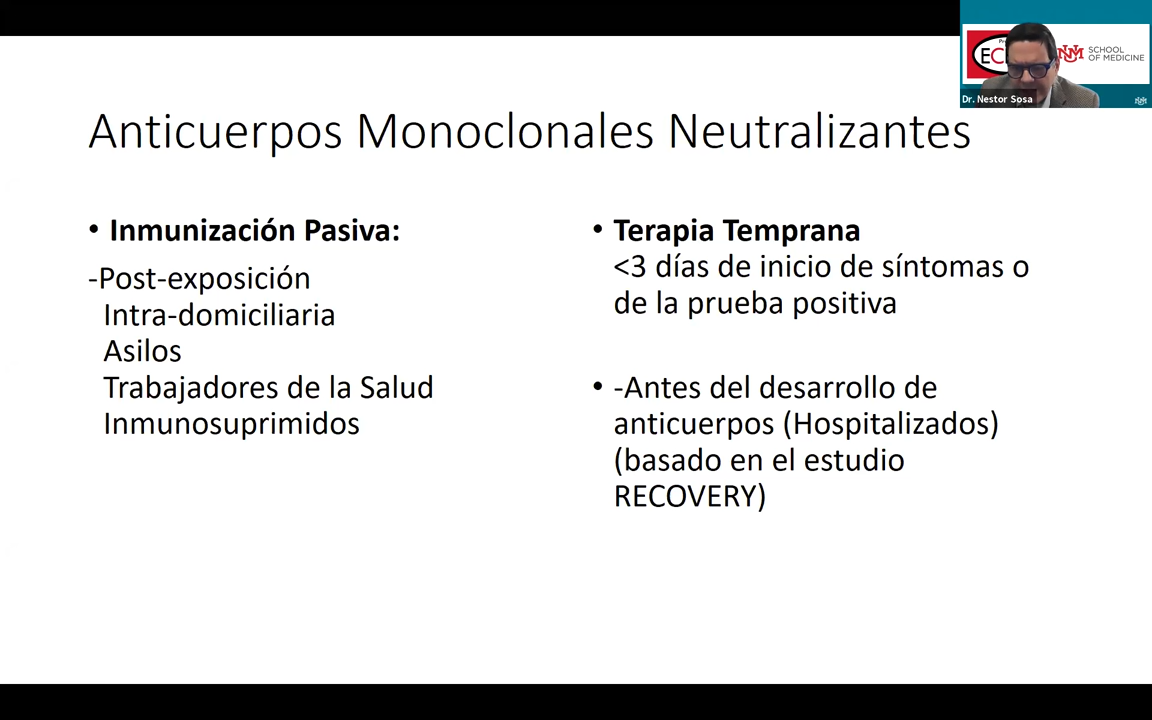 SCHOOL
OF MEDICINE
Dr. Nestor Sosa
Anticuerpos Monoclonales Neutralizantes
• Inmunización Pasiva:
-Post-exposición
Intra-domiciliaria
Asilos
Trabajadores de la Salud
Inmunosuprimidos
• Terapia Temprana
<3 días de inicio de síntomas o
de la prueba positiva
• -Antes del desarrollo de
anticuerpos (Hospitalizados)
(basado en el estudio
RECOVERY)